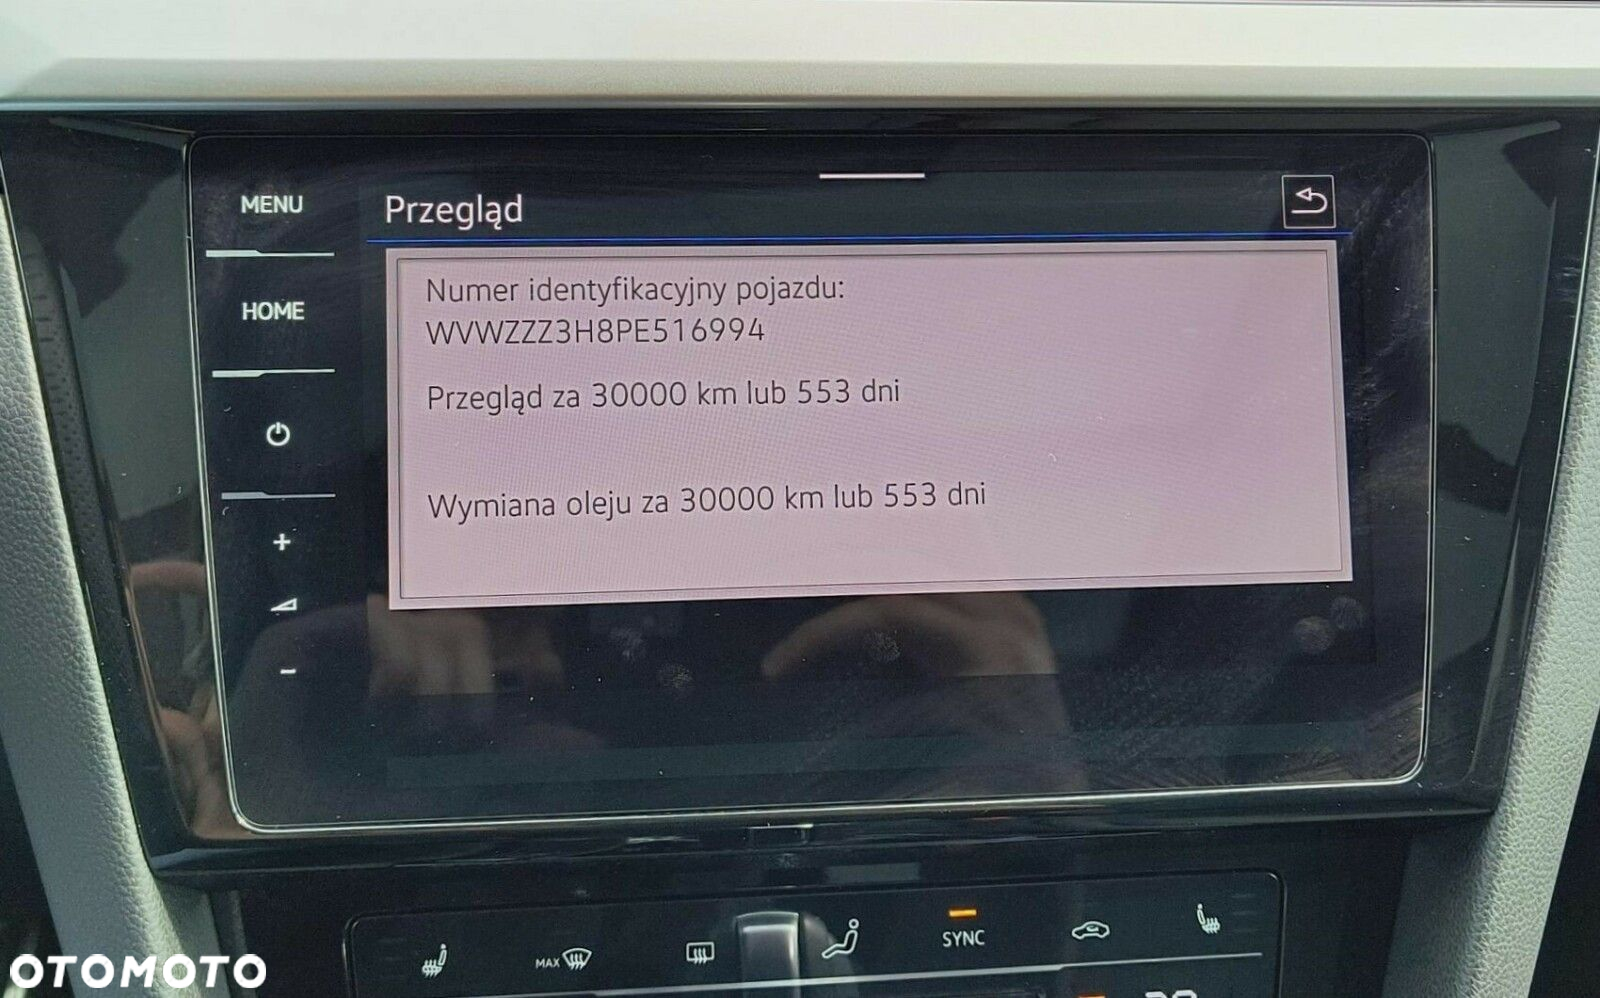 MENU
Przegląd
HOME
Numer identyfikacyjny pojazdu:
WVWZZZ3H8PE516994
Przegląd za 30000 km lub 553 dni
Wymiana oleju za 30000 km lub 553 dni
+
-
MAX
SYNC
OTOMOTO